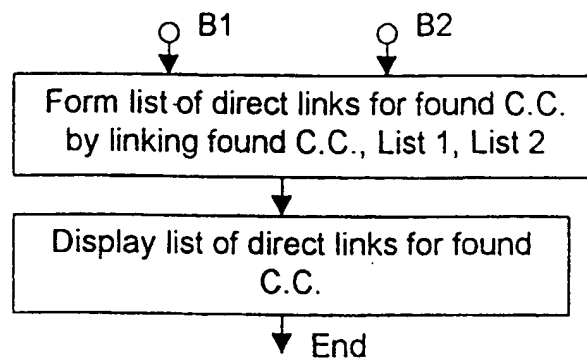 B1 B2
Form list of direct links for found C.C.
by linking found C.C., List 1, List 2
Display list of direct links for found
C.C.
End